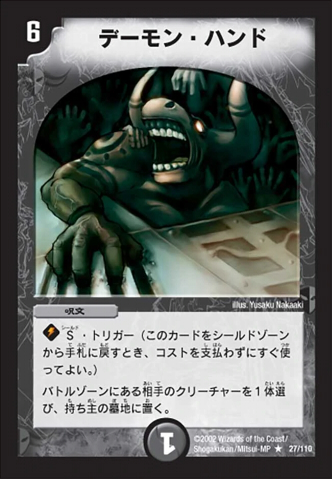 6
デーモン・ハンド
illus. Yusaku Nakaaki
呪文
S・トリガー（このカードをシールドゾーン
から手札に戻すとき、コストを支払わずにすぐ使
ってよい。）
バトルゾーンにある相手のクリーチャーを1体選
び、持ち主の墓地に置く。
1
©2002 Wizards of the Coast/
Shogakukan/Mitsui-MP ★ 27/110